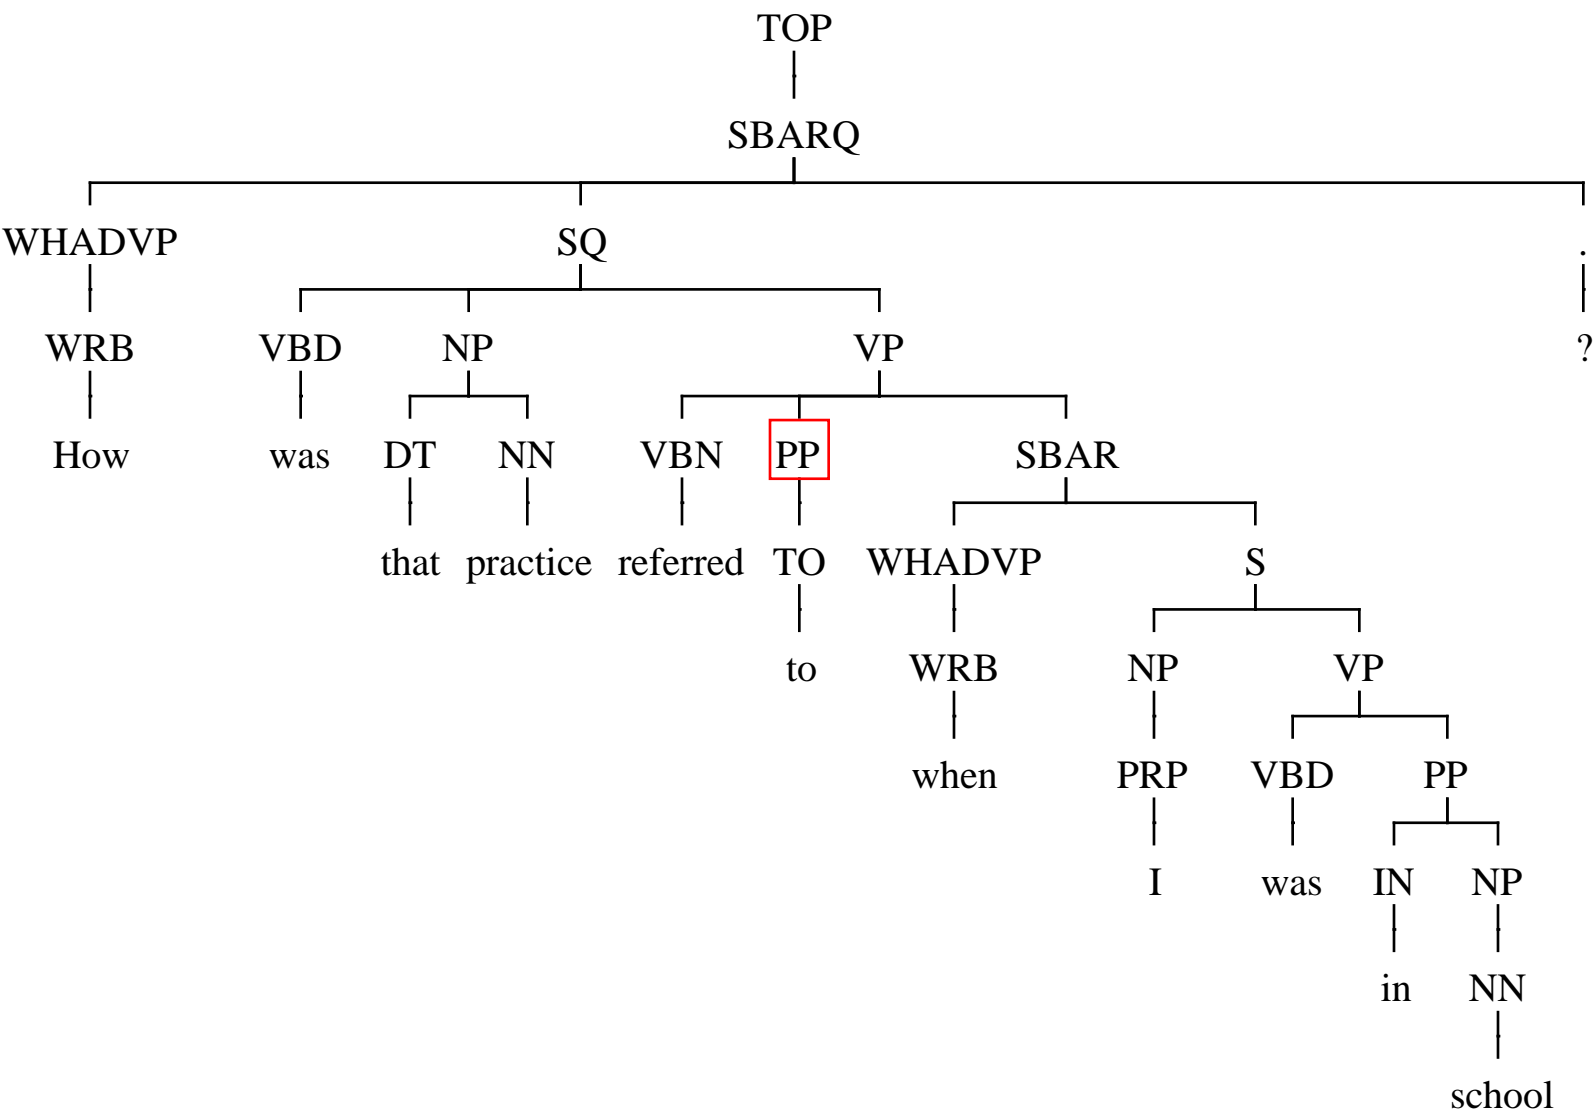 TOP
SBARQ
WHADVP SQ .
WRB VBD NP VP ?
How was DT NN VBN PP SBAR
that practice referred TO WHADVP S
to WRB NP VP
when PRP VBD PP
I was IN NP
in NN
school